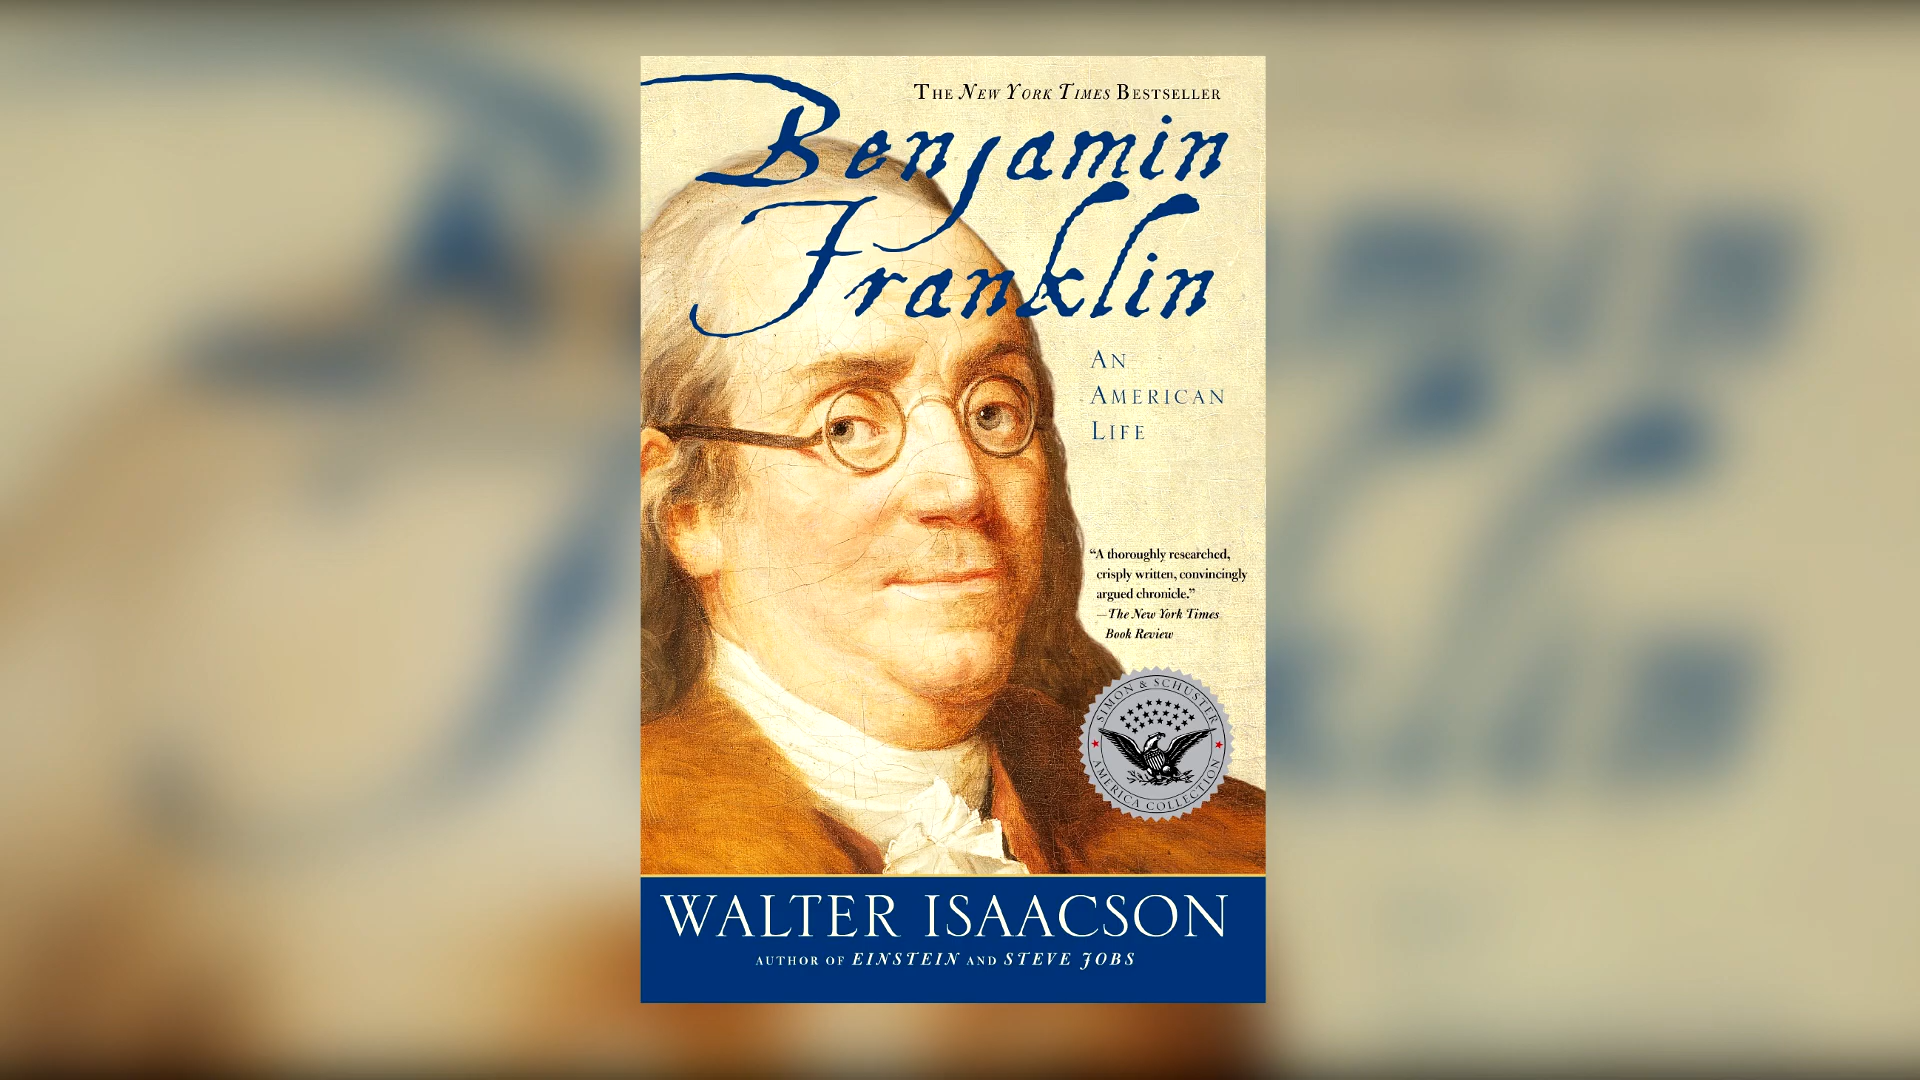 THE NEW YORK TIMES BESTSELLER
Benjamin
Franklin
AN
AMERICAN
LIFE
“A thoroughly researched,
crisply written, convincingly
argued chronicle.”
—The New York Times
Book Review
SIMON & SCHUSTER
AMERICA COLLECTION
WALTER ISAACSON
AUTHOR OF EINSTEIN AND STEVE JOBS